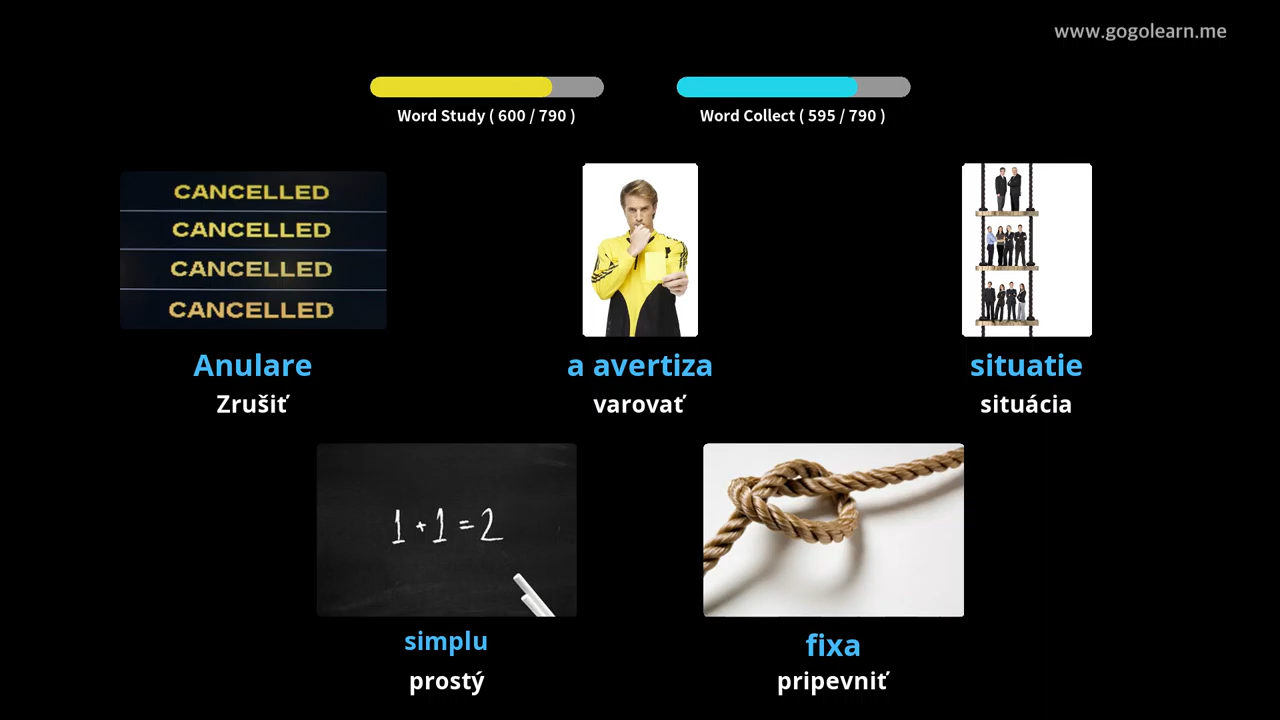 www.gogolearn.me
Word Study ( 600 / 790 )
Word Collect ( 595 / 790 )
CANCELLED
CANCELLED
CANCELLED
CANCELLED
Anulare
Zrušiť
a avertiza
varovať
situatie
situácia
1 + 1 = 2
simplu
prostý
fixa
pripevniť